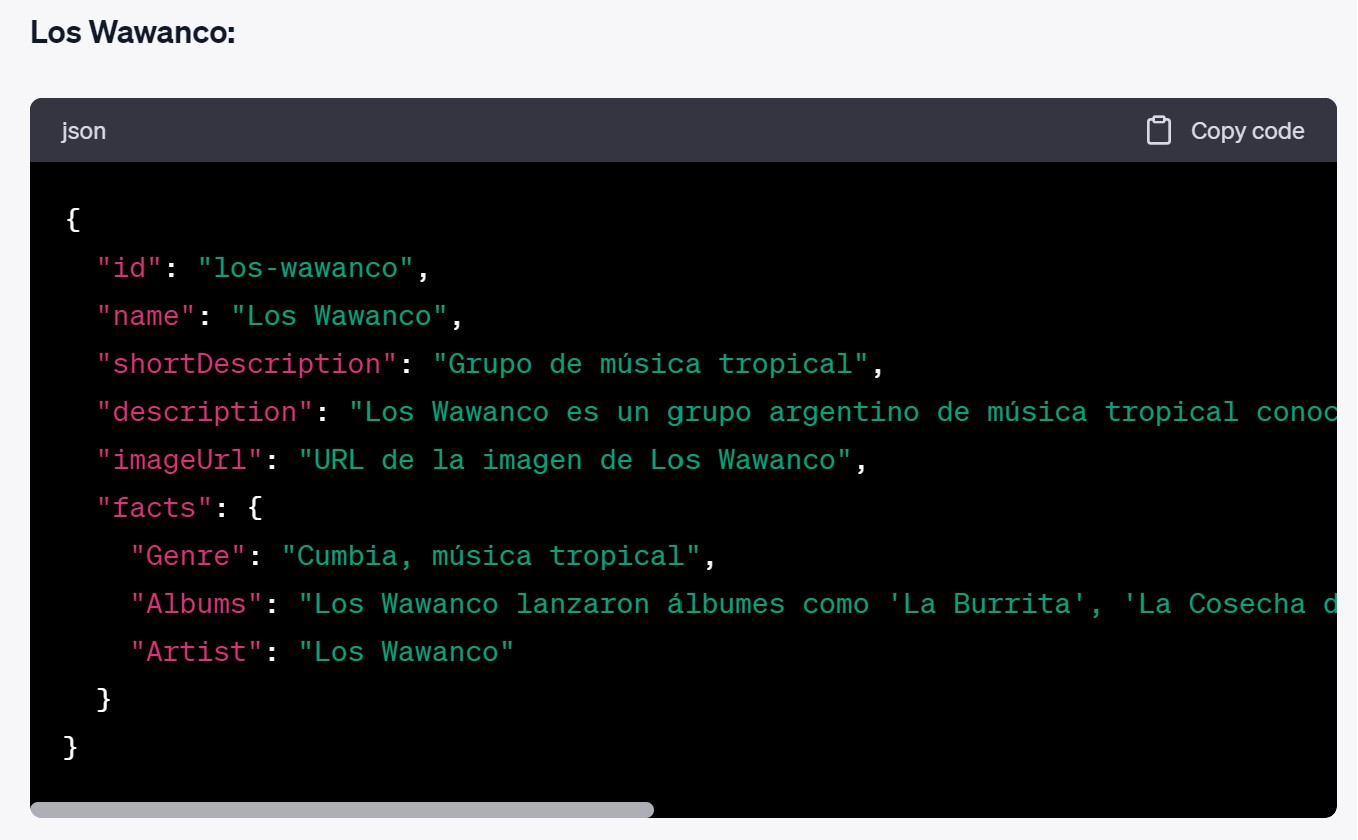 Los Wawanco:
json
Copy code
{
"id": "los-wawanco",
"name": "Los Wawanco",
"shortDescription": "Grupo de música tropical",
"description": "Los Wawanco es un grupo argentino de música tropical conoc
"imageUrl": "URL de la imagen de Los Wawanco",
"facts": {
"Genre": "Cumbia, música tropical",
"Albums": "Los Wawanco lanzaron álbumes como 'La Burrita', 'La Cosecha d
"Artist": "Los Wawanco"
}
}